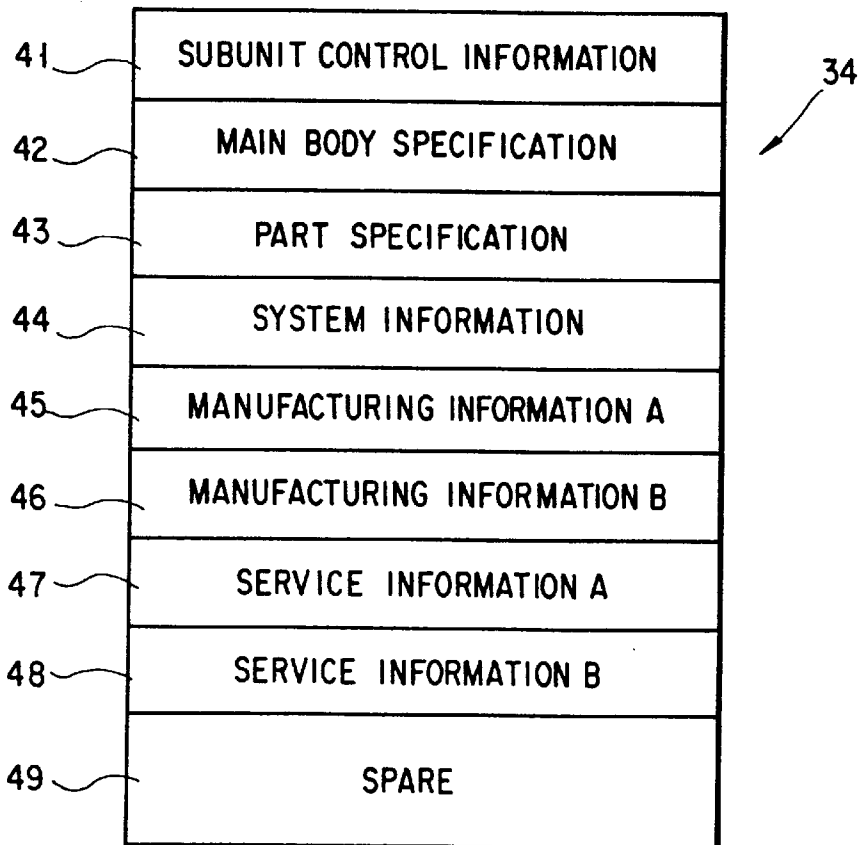 41 SUBUNIT CONTROL INFORMATION
34
42 MAIN BODY SPECIFICATION
43 PART SPECIFICATION
44 SYSTEM INFORMATION
45 MANUFACTURING INFORMATION A
46 MANUFACTURING INFORMATION B
47 SERVICE INFORMATION A
48 SERVICE INFORMATION B
49 SPARE